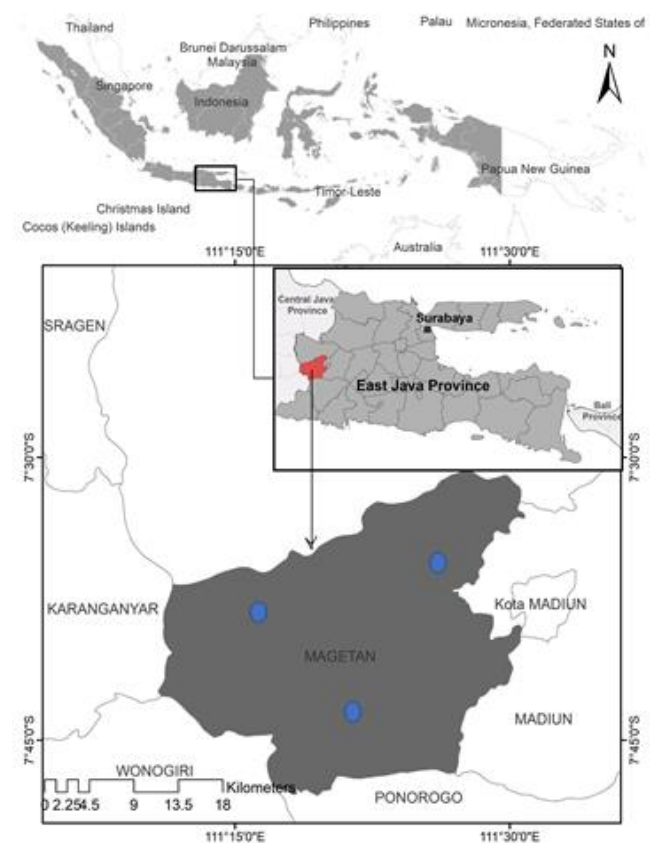 Thailand
Philippines
Palau
Micronesia, Federated States of
Brunei Darussalam
Malaysia
N
Singapore
Indonesia
Papua New Guinea
Timor-Leste
Christmas Island
Cocos (Keeling) Islands
Australia
111°15'0"E
111°30'0"E
Central Java
Province
Surabaya
East Java Province
Bali
Province
SRAGEN
7°30'0"S
7°30'0"S
KARANGANYAR
Kota MADIUN
MAGETAN
MADIUN
7°45'0"S
7°45'0"S
WONOGIRI
Kilometers
0 2.254.5 9 13.5 18
PONOROGO
111°15'0"E
111°30'0"E